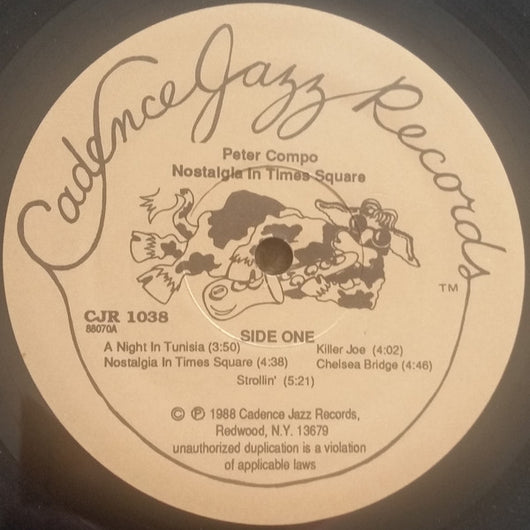 Cadence Jazz Records
TM
Peter Compo
Nostalgia In Times Square
CJR 1038
88070A
SIDE ONE
A Night In Tunisia (3:50)
Nostalgia In Times Square (4:38)
Killer Joe (4:02)
Chelsea Bridge (4:46)
Strollin' (5:21)
© ℗ 1988 Cadence Jazz Records,
Redwood, N.Y. 13679
unauthorized duplication is a violation
of applicable laws